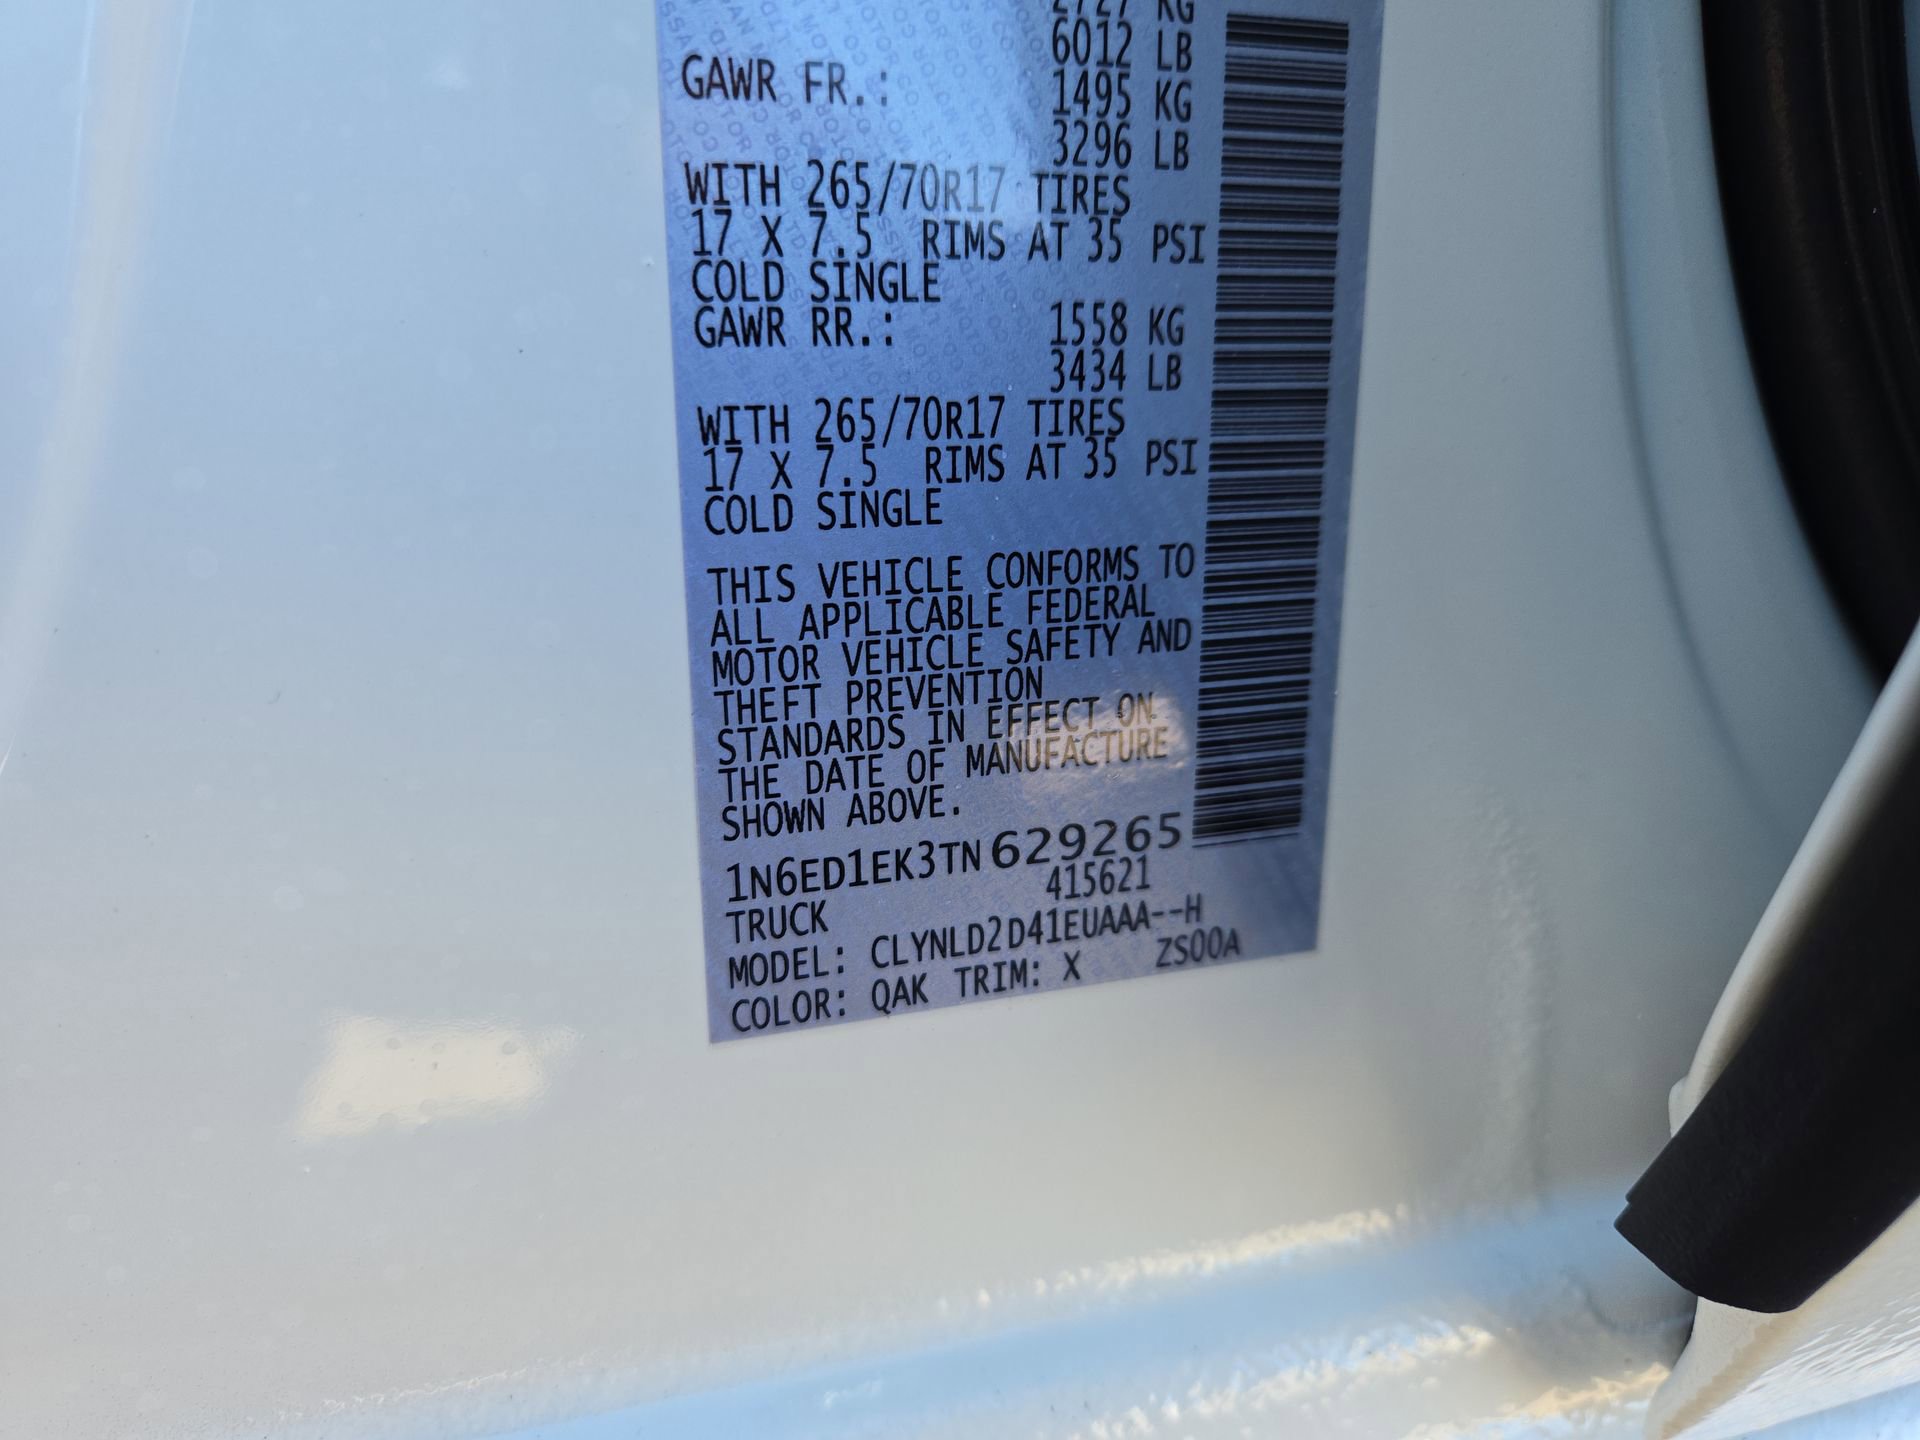 2727 KG
6012 LB
GAWR FR.: 1495 KG
3296 LB
WITH 265/70R17 TIRES
17 X 7.5 RIMS AT 35 PSI
COLD SINGLE
GAWR RR.: 1558 KG
3434 LB
WITH 265/70R17 TIRES
17 X 7.5 RIMS AT 35 PSI
COLD SINGLE
THIS VEHICLE CONFORMS TO
ALL APPLICABLE FEDERAL
MOTOR VEHICLE SAFETY AND
THEFT PREVENTION
STANDARDS IN EFFECT ON
THE DATE OF MANUFACTURE
SHOWN ABOVE.
1N6ED1EK3TN629265
415621
TRUCK
MODEL: CLYNLD2D41EUAAA--H
COLOR: QAK TRIM: X ZS00A